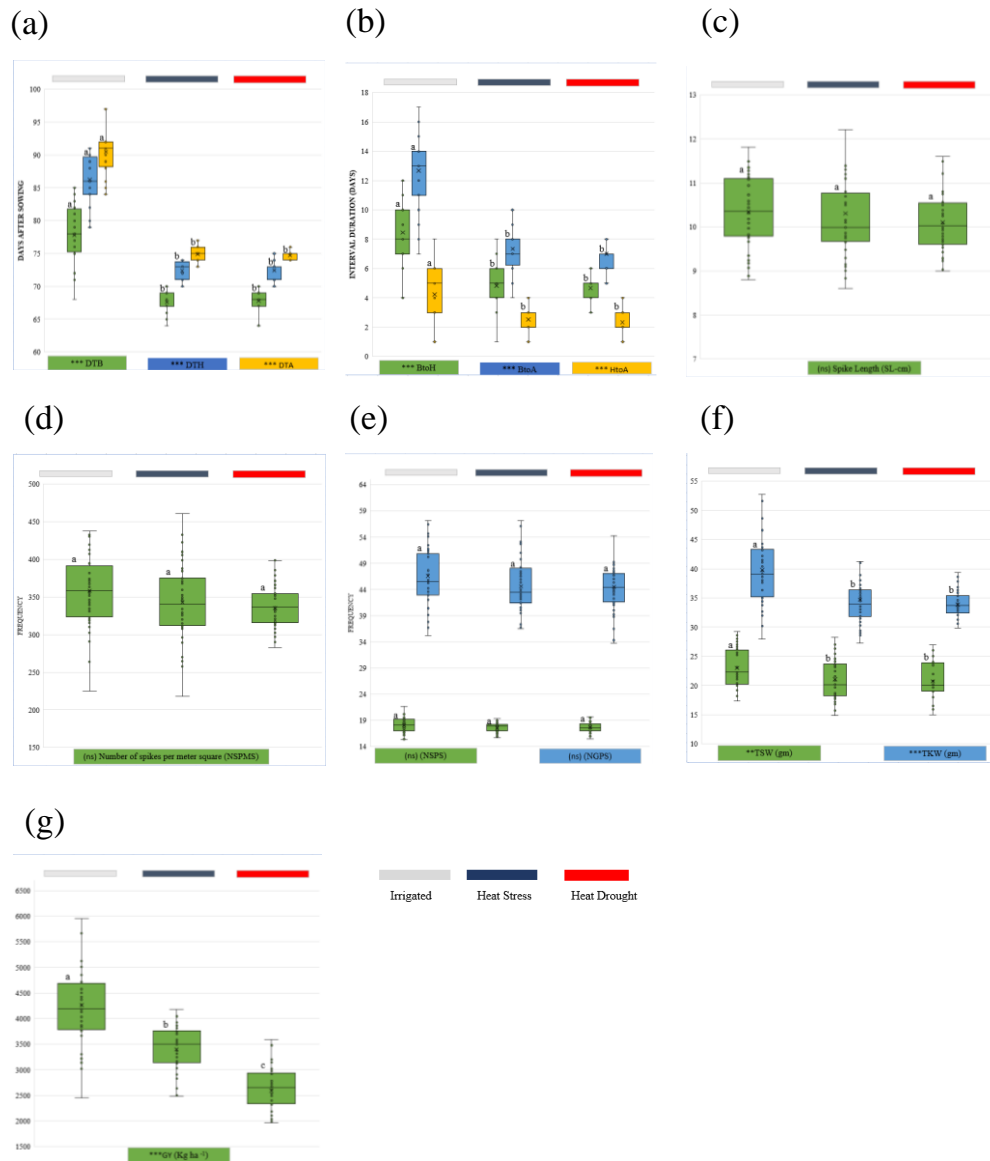 (a)
(b)
(c)
100
95
90
85
80
75
70
65
60
DAYS AFTER SOWING
a
a
a
b
b
b
b
b
b
*** DTB
*** DTH
*** DTA
18
16
14
12
10
8
6
4
2
0
INTERVAL DURATION (DAYS)
a
a
a
b
b
b
b
b
b
*** BtoH
*** BtoA
*** HtoA
13
12
11
10
9
8
7
a
a
a
(ns) Spike Length (SL-cm)
(d)
(e)
(f)
500
450
400
350
300
250
200
150
FREQUENCY
a
a
a
(ns) Number of spikes per meter square (NSPMS)
64
59
54
49
44
39
34
29
24
19
14
FREQUENCY
a
a
a
a
a
a
(ns) (NSPS)
(ns) (NGPS)
55
50
45
40
35
30
25
20
15
10
a
a
b
b
b
b
**TSW (gm)
***TKW (gm)
(g)
6500
6000
5500
5000
4500
4000
3500
3000
2500
2000
1500
a
b
c
***GY (Kg ha⁻²)
Irrigated
Heat Stress
Heat Drought